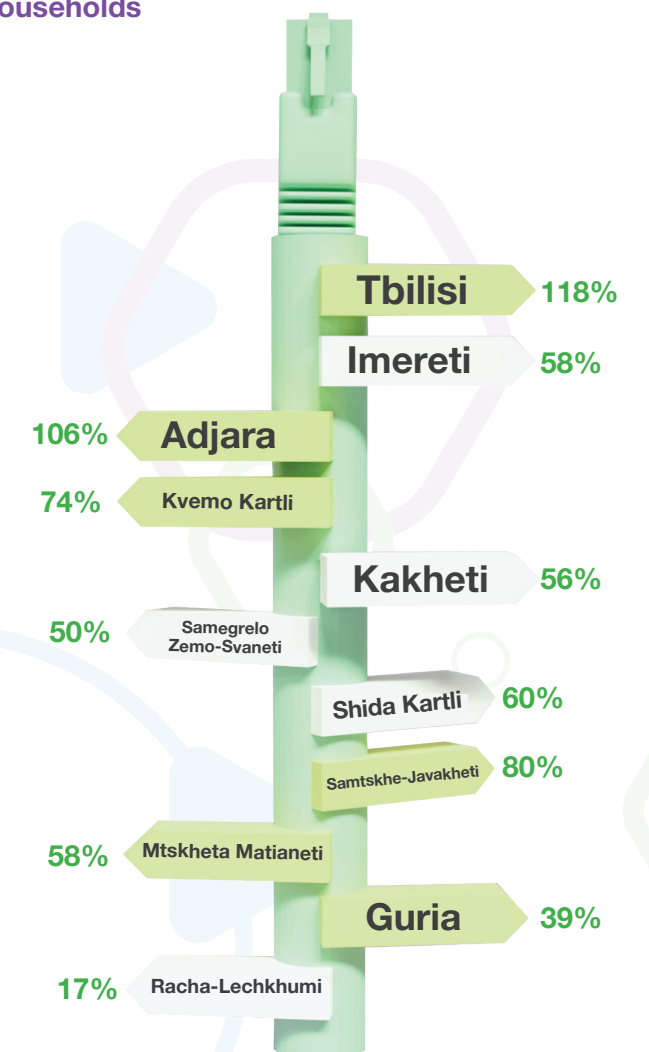 ouseholds
Tbilisi 118%
Imereti 58%
106% Adjara
74% Kvemo Kartli
Kakheti 56%
50% Samegrelo
Zemo-Svaneti
Shida Kartli 60%
Samtskhe-Javakheti 80%
58% Mtskheta Matianeti
Guria 39%
17% Racha-Lechkhumi